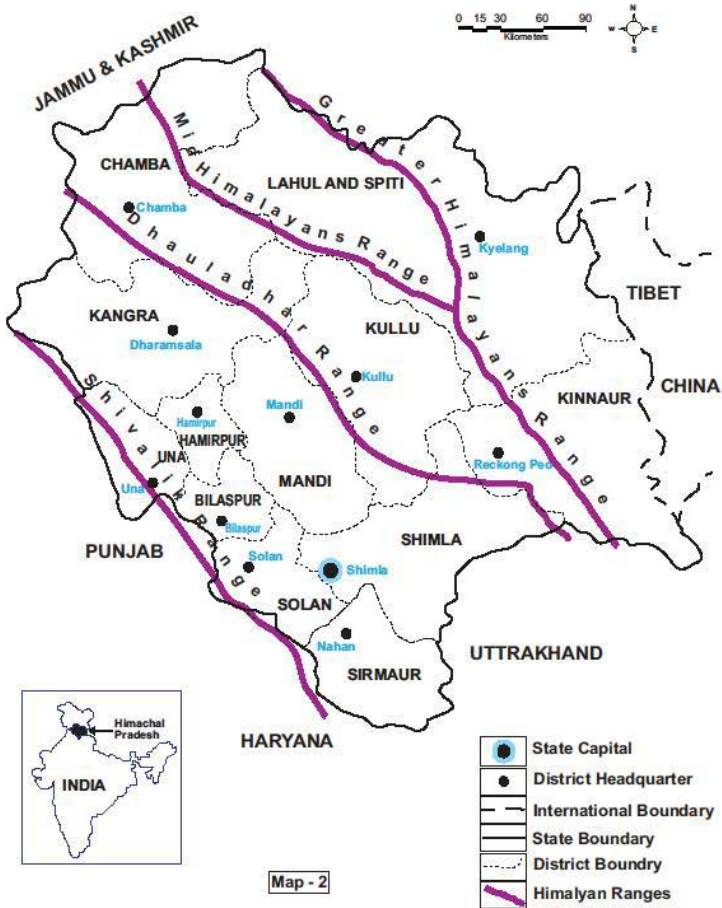 0 15 30 60 90
Kilometers
N
W E
S
JAMMU & KASHMIR
Greater Himalayans Range
Mid Himalayans Range
CHAMBA
LAHUL AND SPITI
Chamba
Kyelang
Dhauladhar Range
TIBET
KANGRA
KULLU
Dharamsala
Kullu
CHINA
KINNAUR
Shivalik Range
Mandi
Hamirpur
HAMIRPUR
UNA
Reckong Peo
MANDI
Una
BILASPUR
Bilaspur
SHIMLA
PUNJAB
Solan
Shimla
SOLAN
Nahan
UTTRAKHAND
SIRMAUR
HARYANA
Himachal
Pradesh
INDIA
State Capital
District Headquarter
International Boundary
State Boundary
District Boundry
Himalyan Ranges
Map - 2